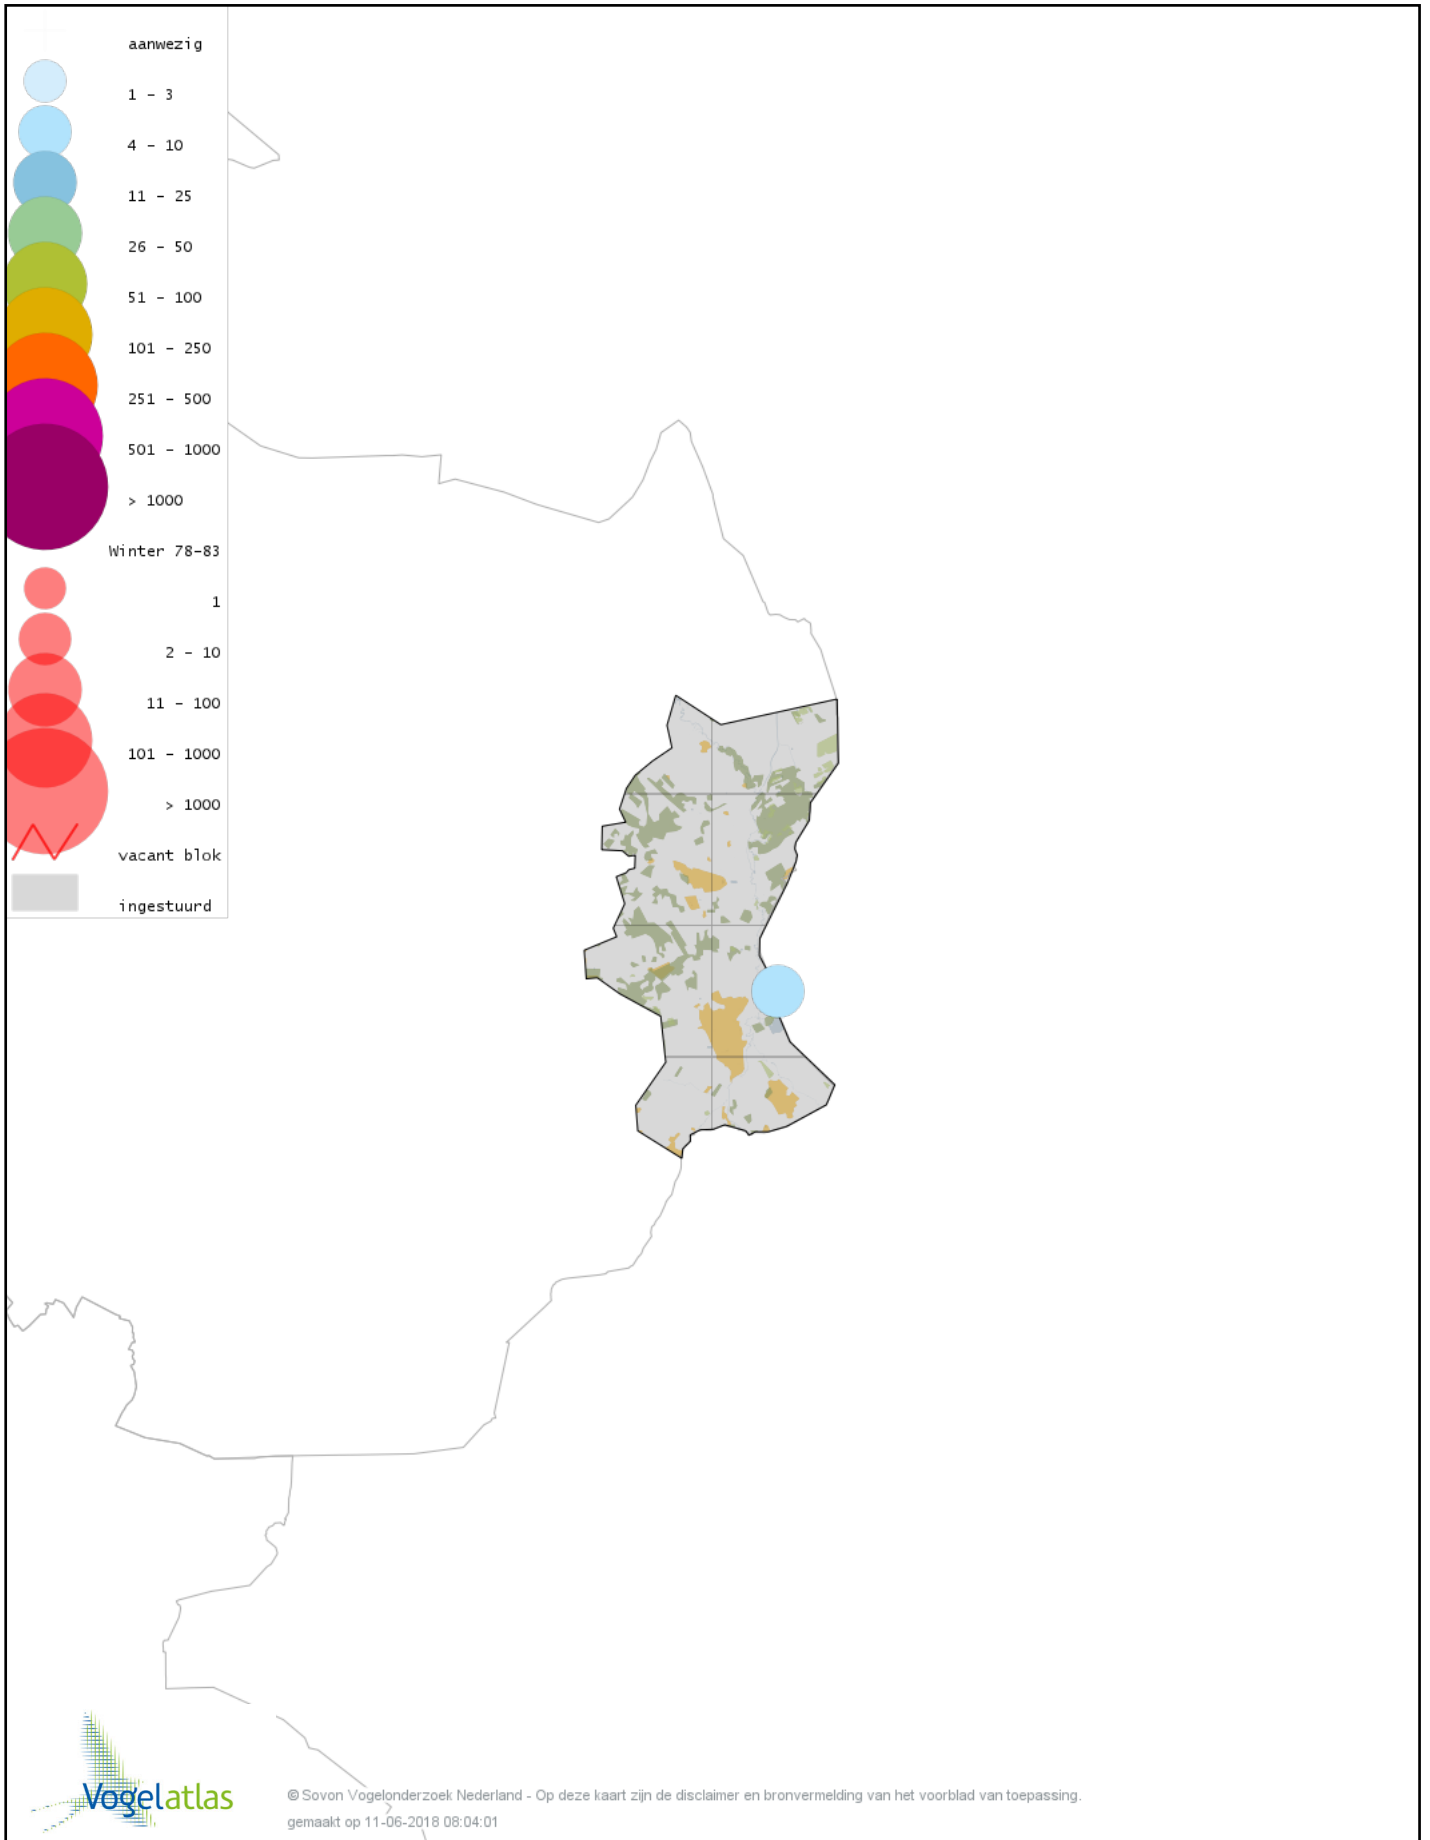 aanwezig
1 - 3
4 - 10
11 - 25
26 - 50
51 - 100
101 - 250
251 - 500
501 - 1000
> 1000
Winter 78-83
1
2 - 10
11 - 100
101 - 1000
> 1000
vacant blok
ingestuurd
Vogelatlas
© Sovon Vogelonderzoek Nederland - Op deze kaart zijn de disclaimer en bronvermelding van het voorblad van toepassing.
gemaakt op 11-06-2018 08:04:01